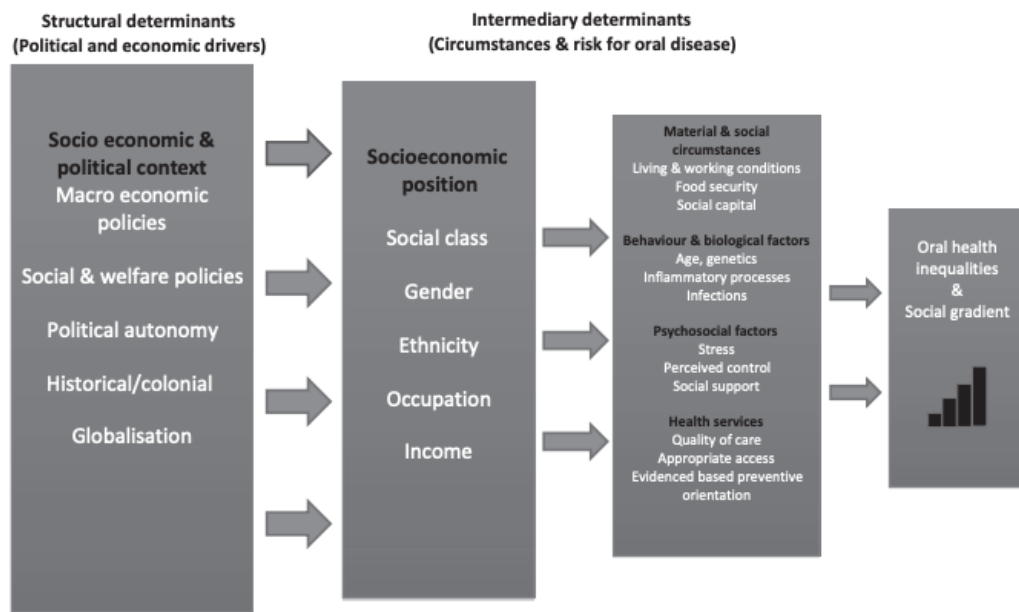 Structural determinants
(Political and economic drivers)
Intermediary determinants
(Circumstances & risk for oral disease)
Socio economic &
political context
Macro economic
policies
Social & welfare policies
Political autonomy
Historical/colonial
Globalisation
Socioeconomic
position
Social class
Gender
Ethnicity
Occupation
Income
Material & social
circumstances
Living & working conditions
Food security
Social capital
Behaviour & biological factors
Age, genetics
Inflammatory processes
Infections
Psychosocial factors
Stress
Perceived control
Social support
Health services
Quality of care
Appropriate access
Evidenced based preventive
orientation
Oral health
inequalities
&
Social gradient